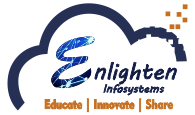 Enlighten
Infosystems
Educate | Innovate | Share